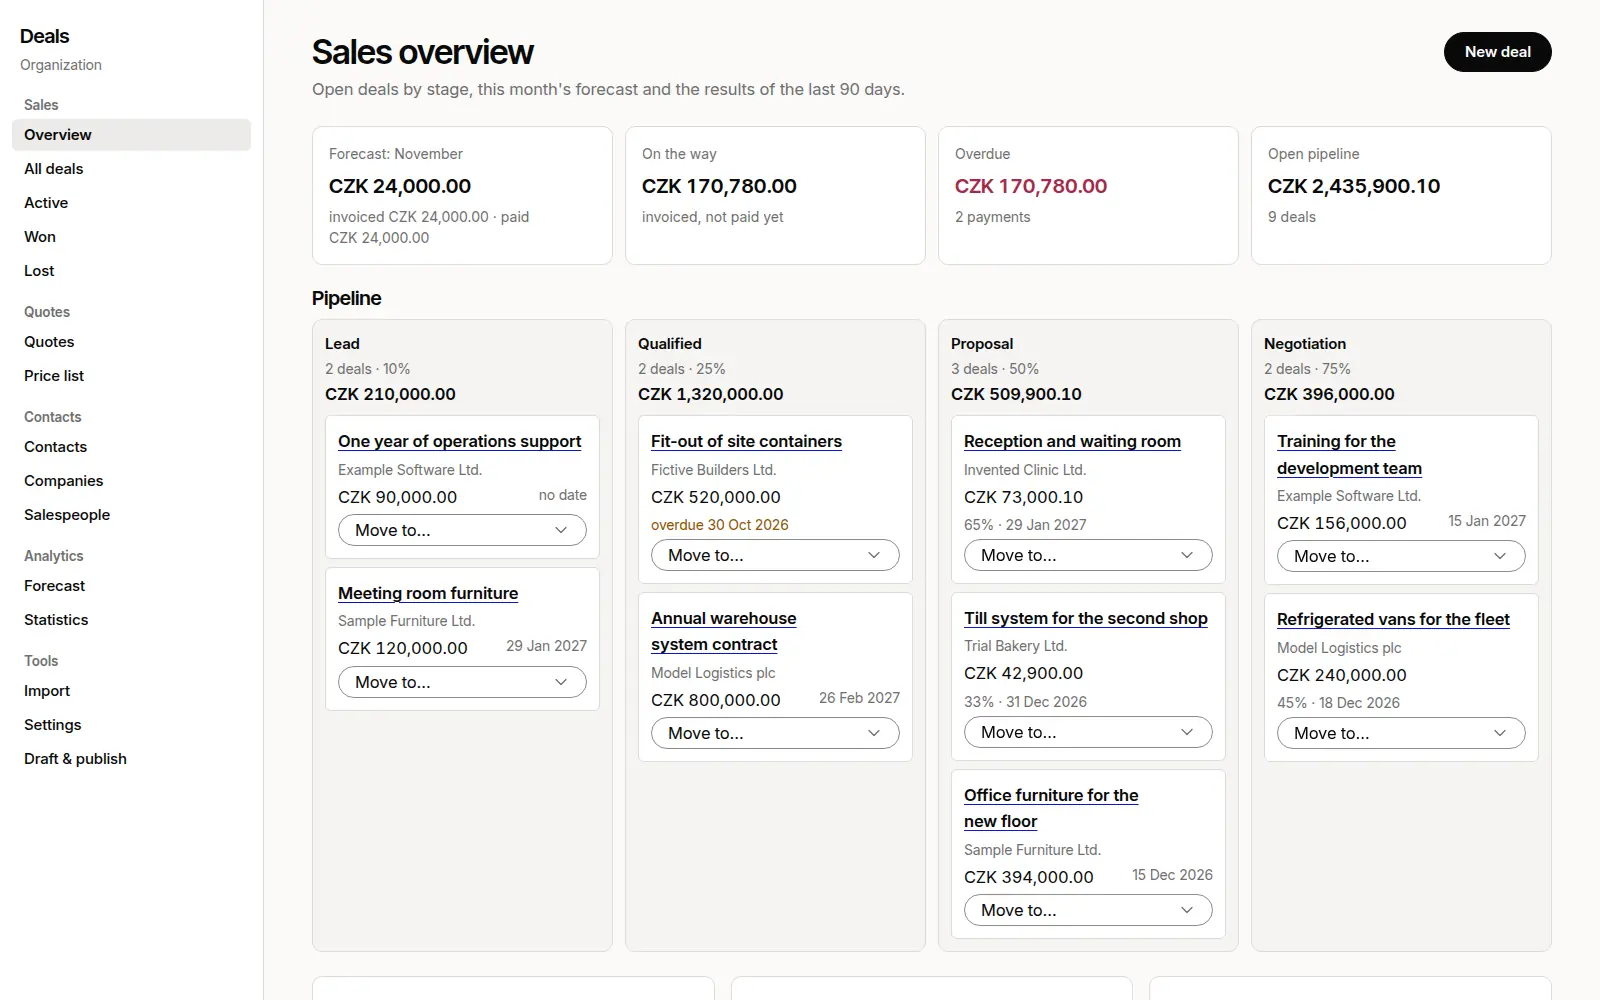 Deals
Organization
Sales
Overview
All deals
Active
Won
Lost
Quotes
Quotes
Price list
Contacts
Contacts
Companies
Salespeople
Analytics
Forecast
Statistics
Tools
Import
Settings
Draft & publish
Sales overview
New deal
Open deals by stage, this month's forecast and the results of the last 90 days.
Forecast: November
CZK 24,000.00
invoiced CZK 24,000.00 · paid
CZK 24,000.00
On the way
CZK 170,780.00
invoiced, not paid yet
Overdue
CZK 170,780.00
2 payments
Open pipeline
CZK 2,435,900.10
9 deals
Pipeline
Lead
2 deals · 10%
CZK 210,000.00
One year of operations support
Example Software Ltd.
CZK 90,000.00 no date
Move to...
Meeting room furniture
Sample Furniture Ltd.
CZK 120,000.00 29 Jan 2027
Move to...
Qualified
2 deals · 25%
CZK 1,320,000.00
Fit-out of site containers
Fictive Builders Ltd.
CZK 520,000.00
overdue 30 Oct 2026
Move to...
Annual warehouse
system contract
Model Logistics plc
CZK 800,000.00 26 Feb 2027
Move to...
Proposal
3 deals · 50%
CZK 509,900.10
Reception and waiting room
Invented Clinic Ltd.
CZK 73,000.10
65% · 29 Jan 2027
Move to...
Till system for the second shop
Trial Bakery Ltd.
CZK 42,900.00
33% · 31 Dec 2026
Move to...
Office furniture for the
new floor
Sample Furniture Ltd.
CZK 394,000.00 15 Dec 2026
Move to...
Negotiation
2 deals · 75%
CZK 396,000.00
Training for the
development team
Example Software Ltd.
CZK 156,000.00 15 Jan 2027
Move to...
Refrigerated vans for the fleet
Model Logistics plc
CZK 240,000.00
45% · 18 Dec 2026
Move to...